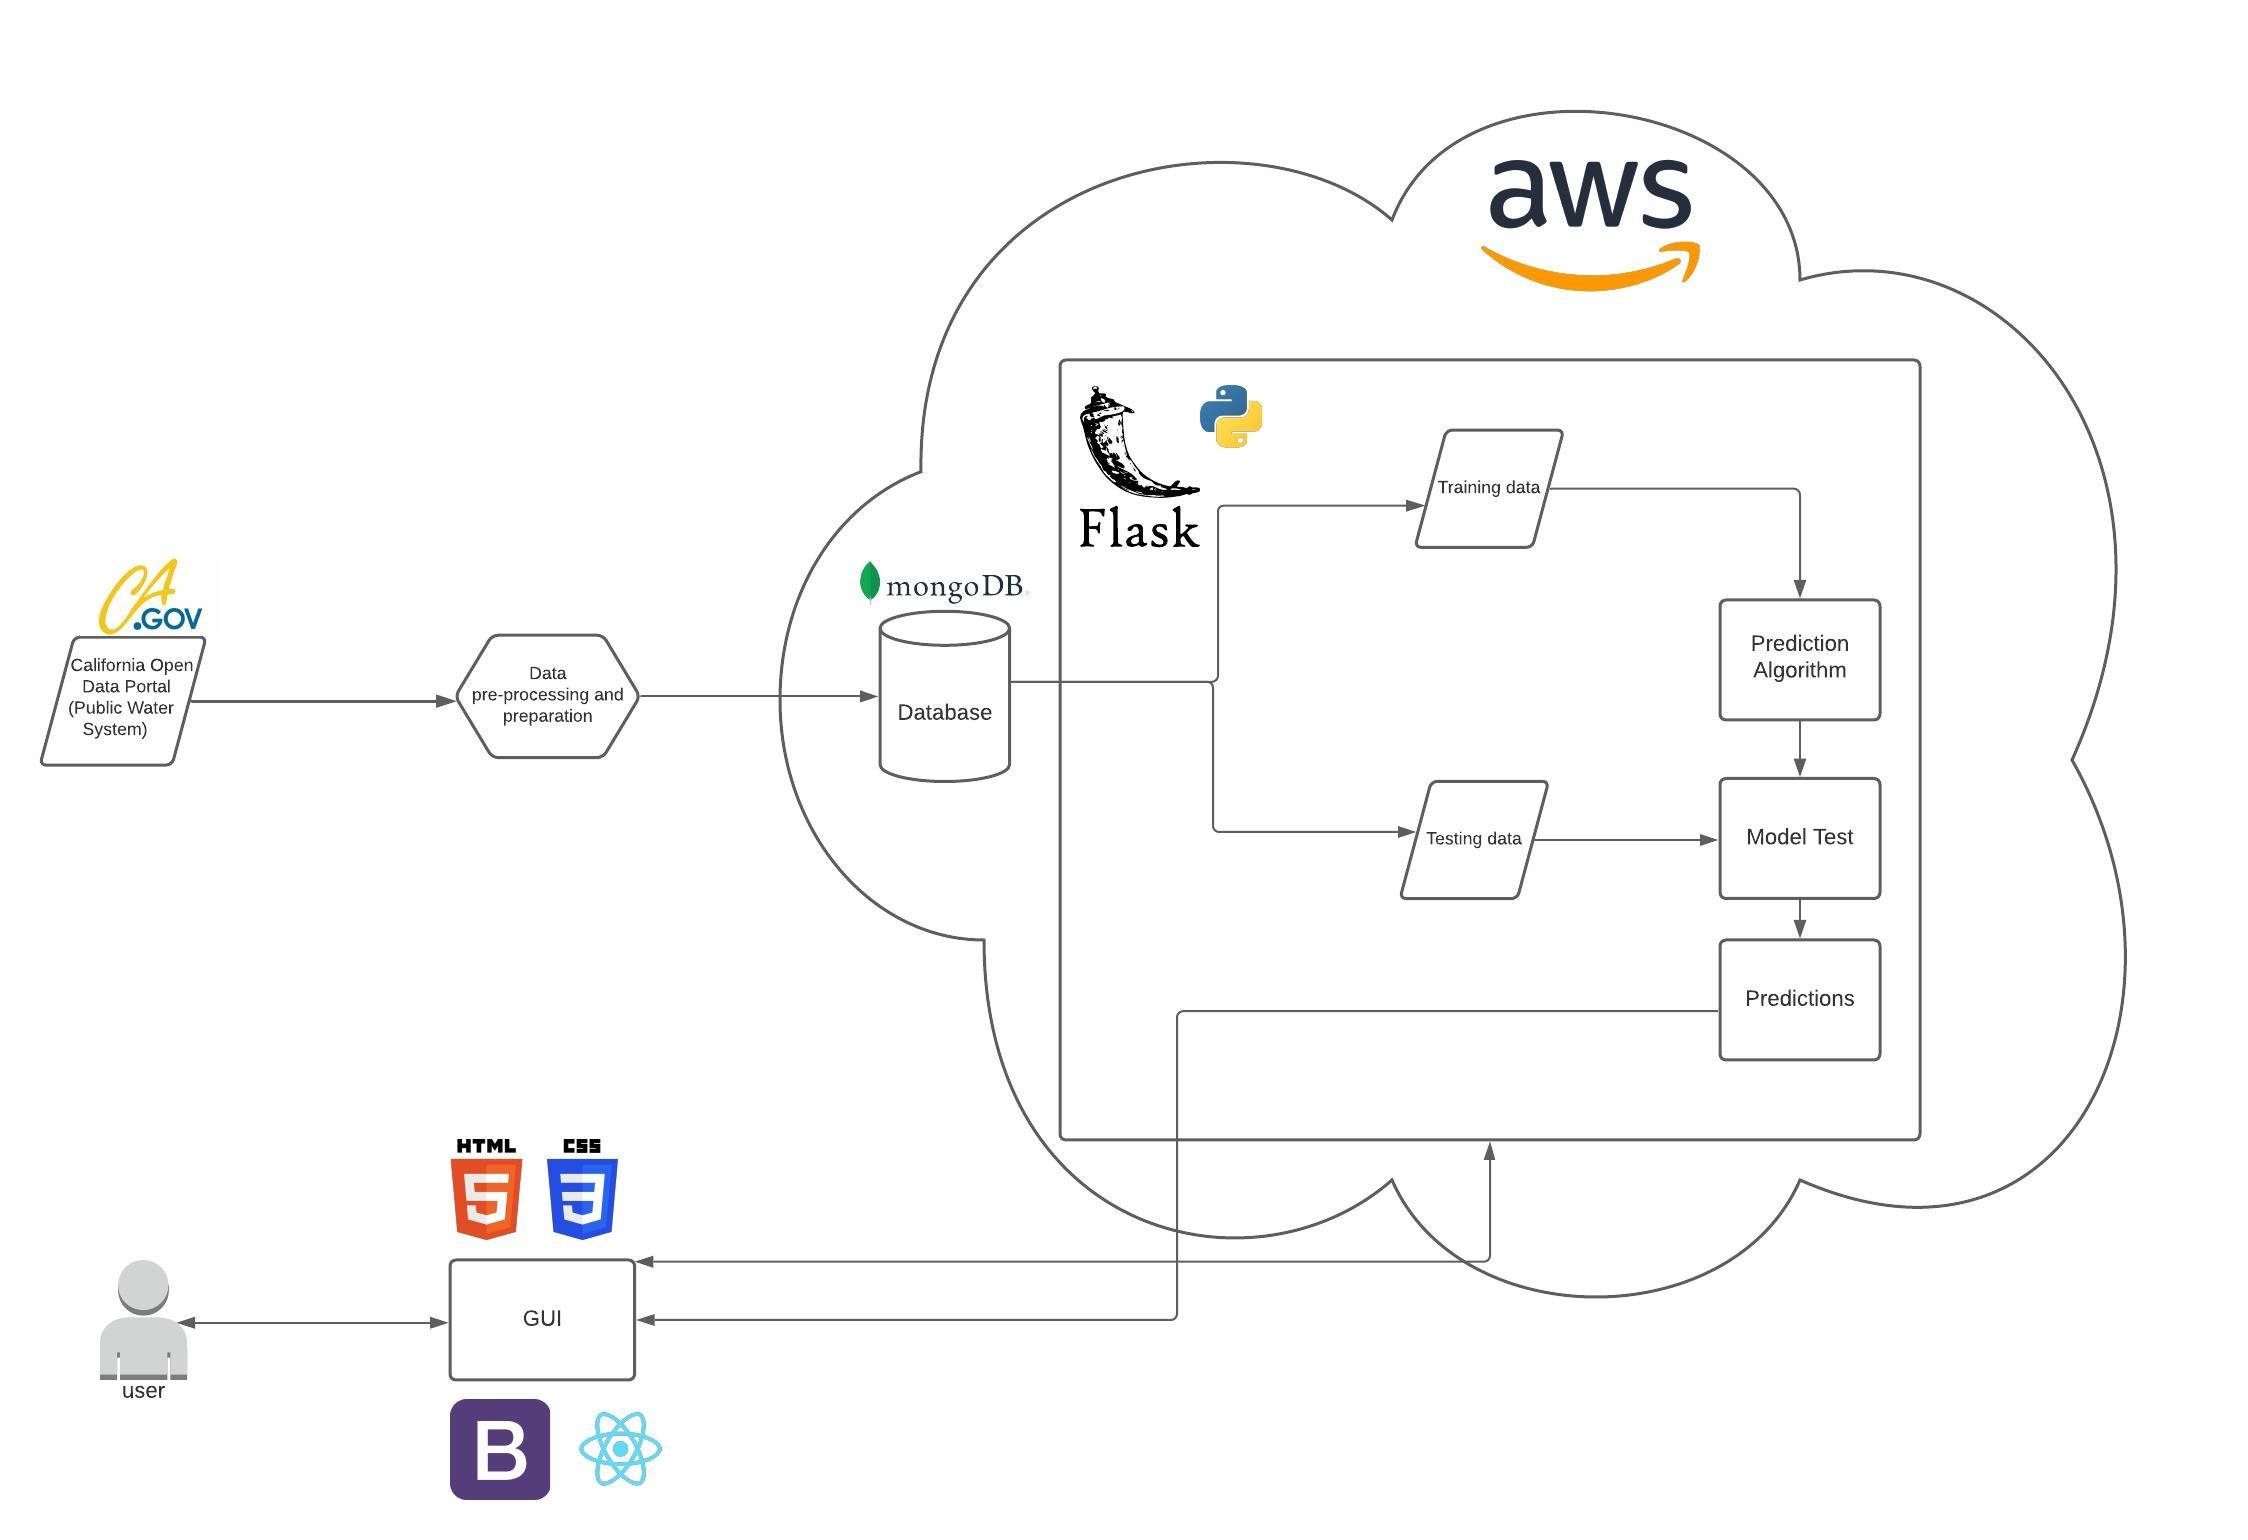 aws
Flask
Training data
mongoDB
CA
.GOV
California Open
Data Portal
(Public Water
System)
Data
pre-processing and
preparation
Database
Prediction
Algorithm
Testing data
Model Test
Predictions
HTML
5
CSS
3
GUI
user
B